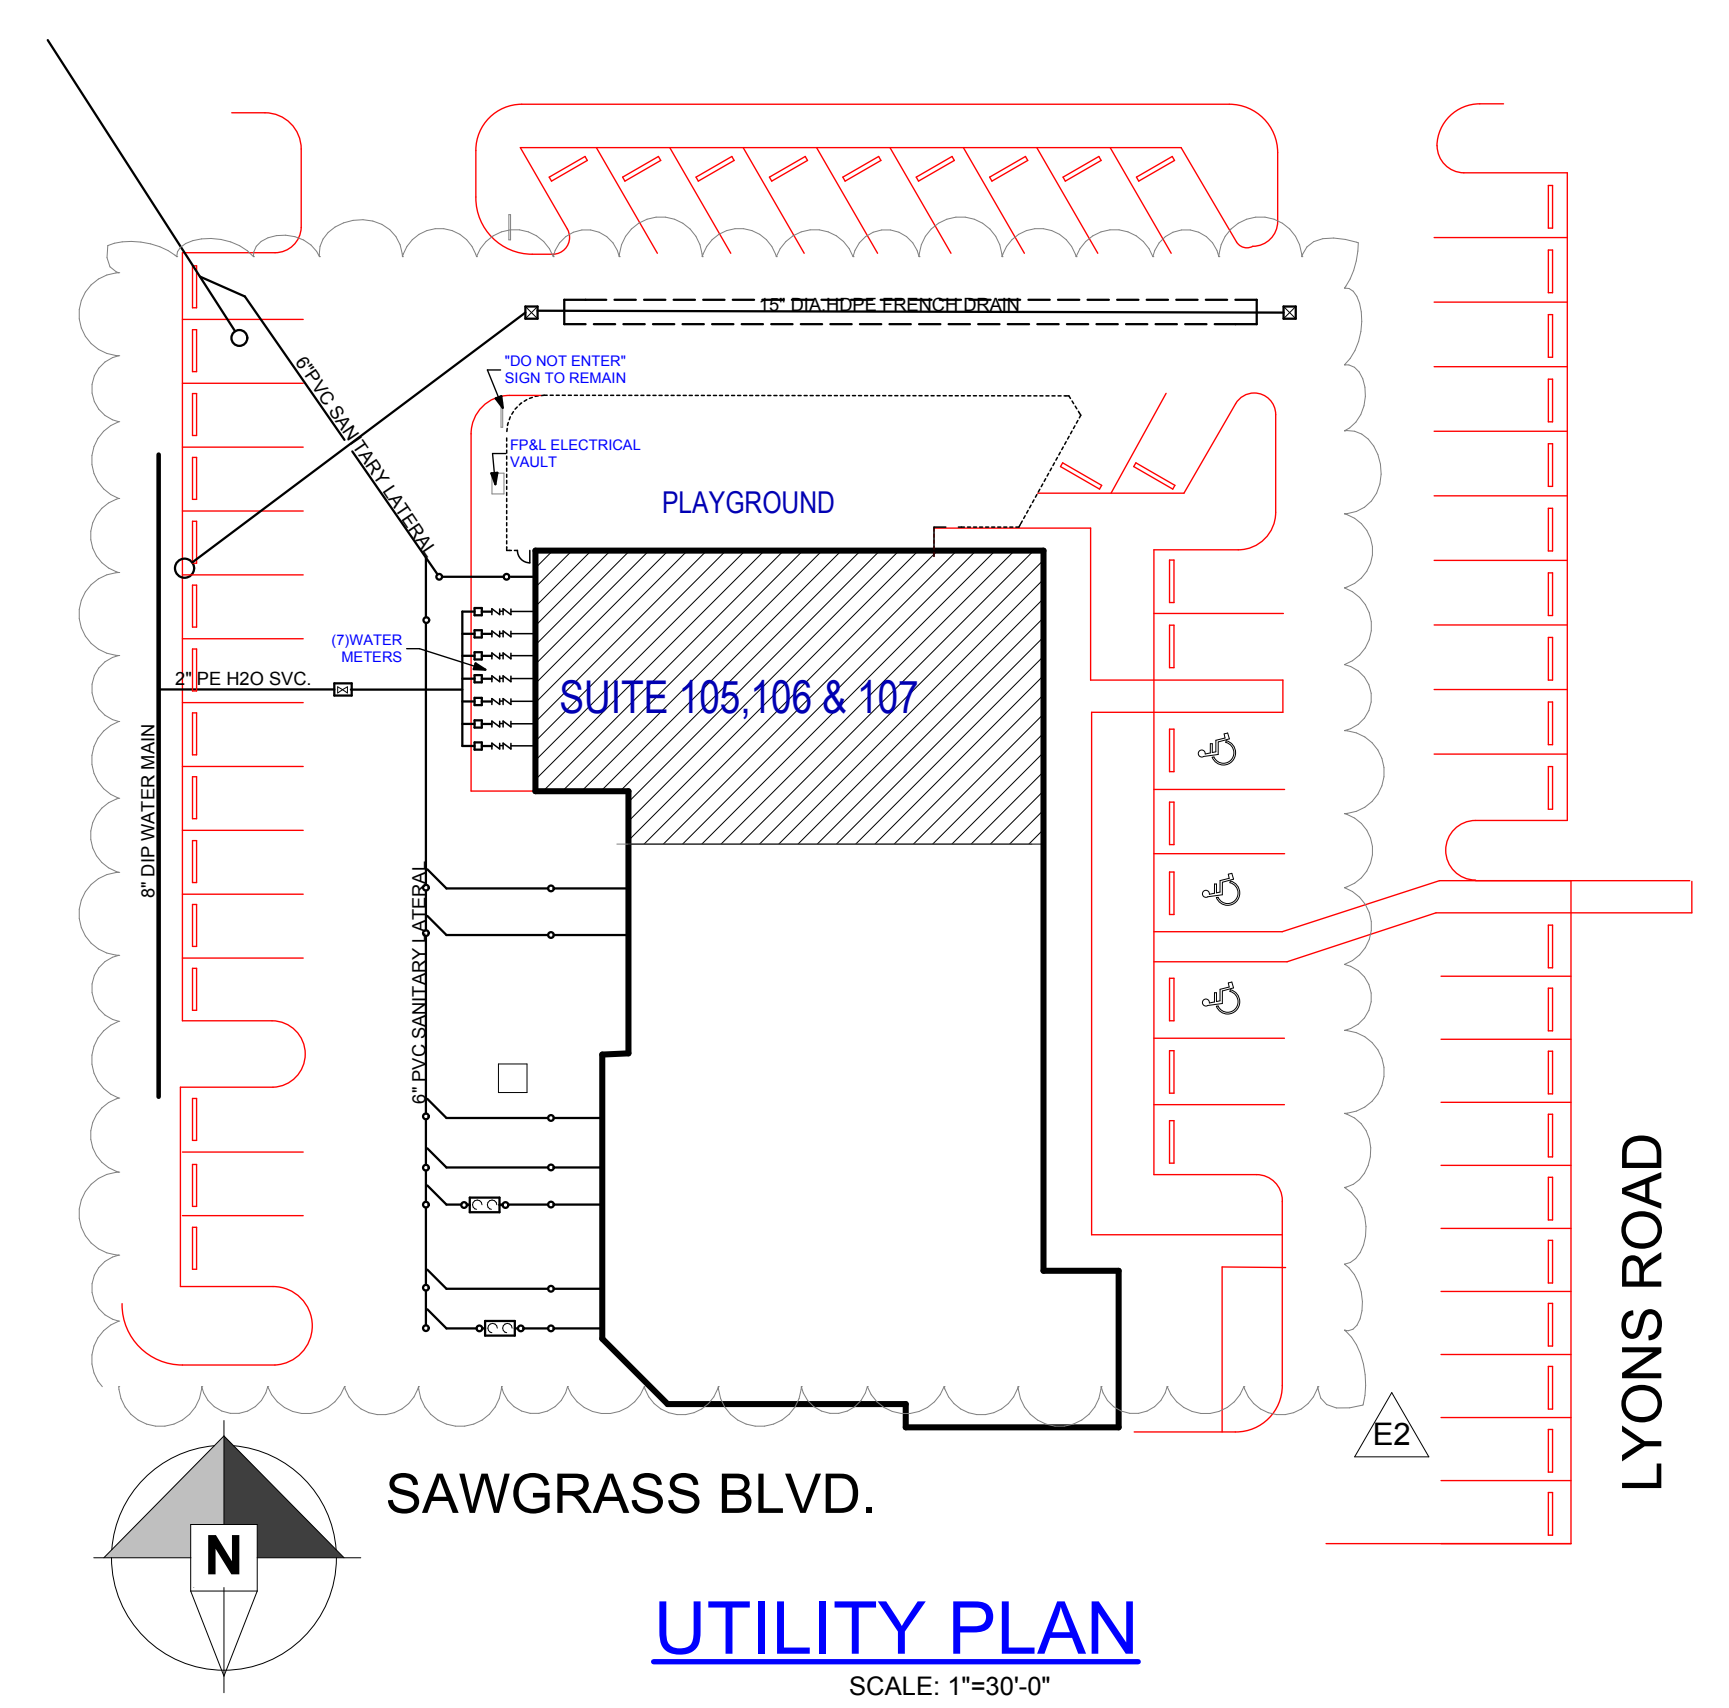 15" DIA.HDPE FRENCH DRAIN
"DO NOT ENTER"
SIGN TO REMAIN
6"PVC SANITARY LATERAL
FP&L ELECTRICAL
VAULT
PLAYGROUND
(7)WATER
METERS
2" PE H2O SVC.
SUITE 105,106 & 107
8" DIP WATER MAIN
6" PVC SANITARY LATERAL
LYONS ROAD
E2
SAWGRASS BLVD.
N
UTILITY PLAN
SCALE: 1"=30'-0"